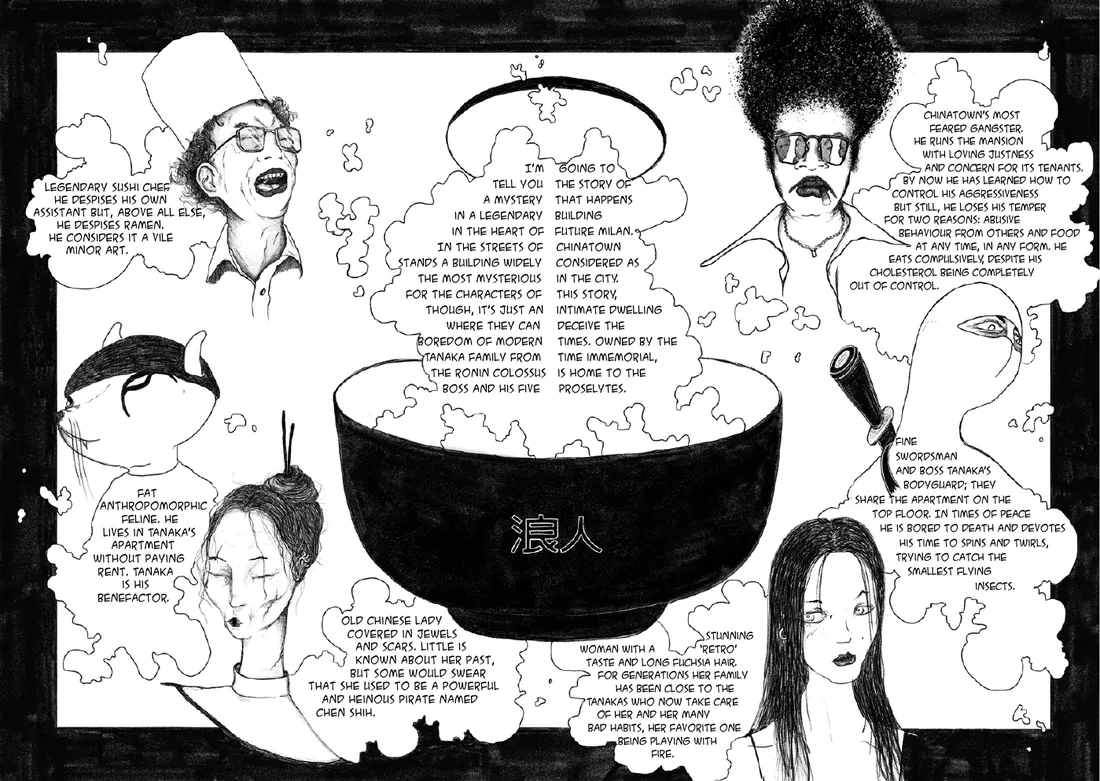 LEGENDARY SUSHI CHEF
HE DESPISES HIS OWN
ASSISTANT BUT, ABOVE ALL ELSE,
HE DESPISES RAMEN.
HE CONSIDERS IT A VILE
MINOR ART.
I'M GOING TO
TELL YOU THE STORY OF
A MYSTERY THAT HAPPENS
IN A LEGENDARY BUILDING
IN THE HEART OF FUTURE MILAN.
IN THE STREETS OF CHINATOWN
STANDS A BUILDING WIDELY CONSIDERED AS
THE MOST MYSTERIOUS IN THE CITY.
FOR THE CHARACTERS OF THIS STORY,
THOUGH, IT'S JUST AN INTIMATE DWELLING
WHERE THEY CAN DECEIVE THE
BOREDOM OF MODERN TIMES. OWNED BY THE
TANAKA FAMILY FROM TIME IMMEMORIAL,
THE RONIN COLOSSUS IS HOME TO THE
BOSS AND HIS FIVE PROSELYTES.
CHINATOWN'S MOST
FEARED GANGSTER.
HE RUNS THE MANSION
WITH LOVING JUSTNESS
AND CONCERN FOR ITS TENANTS.
BY NOW HE HAS LEARNED HOW TO
CONTROL HIS AGGRESSIVENESS
BUT STILL, HE LOSES HIS TEMPER
FOR TWO REASONS: ABUSIVE
BEHAVIOUR FROM OTHERS AND FOOD
AT ANY TIME, IN ANY FORM. HE
EATS COMPULSIVELY, DESPITE HIS
CHOLESTEROL BEING COMPLETELY
OUT OF CONTROL.
FAT
ANTHROPOMORPHIC
FELINE. HE
LIVES IN TANAKA'S
APARTMENT
WITHOUT PAYING
RENT. TANAKA
IS HIS
BENEFACTOR.
浪人
FINE
SWORDSMAN
AND BOSS TANAKA'S
BODYGUARD; THEY
SHARE THE APARTMENT ON THE
TOP FLOOR. IN TIMES OF PEACE
HE IS BORED TO DEATH AND DEVOTES
HIS TIME TO SPINS AND TWIRLS,
TRYING TO CATCH THE
SMALLEST FLYING
INSECTS.
OLD CHINESE LADY
COVERED IN JEWELS
AND SCARS. LITTLE IS
KNOWN ABOUT HER PAST,
BUT SOME WOULD SWEAR
THAT SHE USED TO BE A POWERFUL
AND HEINOUS PIRATE NAMED
CHEN SHIH.
STUNNING
WOMAN WITH A 'RETRO'
TASTE AND LONG FUCHSIA HAIR.
FOR GENERATIONS HER FAMILY
HAS BEEN CLOSE TO THE
TANAKAS WHO NOW TAKE CARE
OF HER AND HER MANY
BAD HABITS, HER FAVORITE ONE
BEING PLAYING WITH
FIRE.